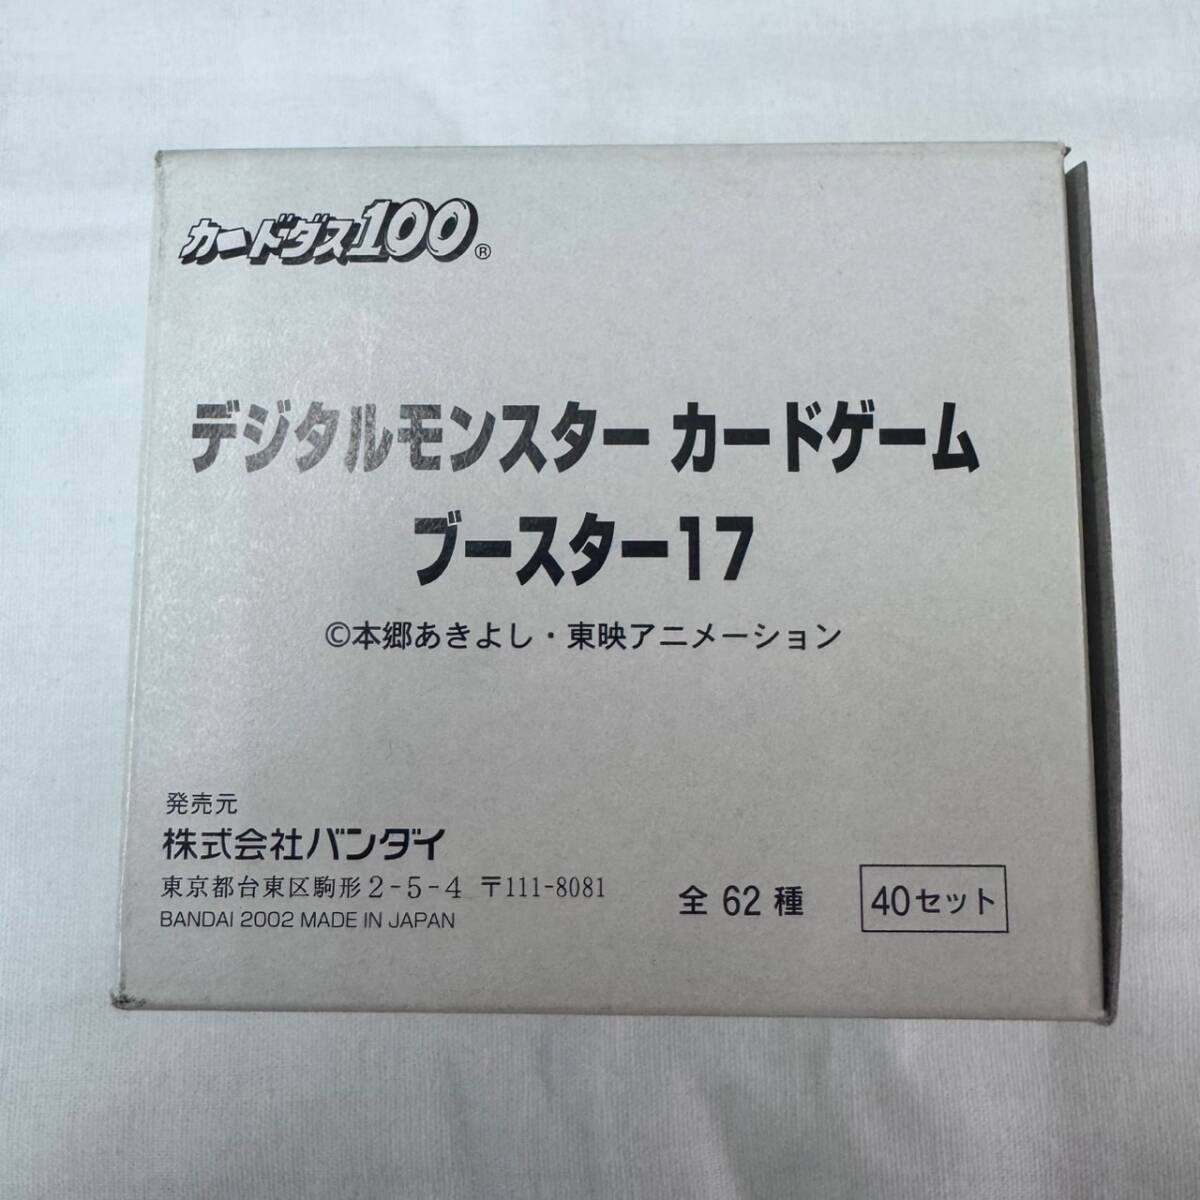 カードダス100®
デジタルモンスター カードゲーム
ブースター17
©本郷あきよし・東映アニメーション
発売元
株式会社バンダイ
東京都台東区駒形2-5-4 〒111-8081
BANDAI 2002 MADE IN JAPAN
全62種
40セット